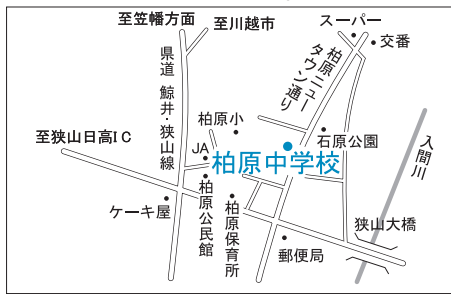 至笠幡方面
至川越市
スーパー
交番
県道 鯨井・狭山線
柏原ニュー
タウン通り
柏原小
石原公園
至狭山日高IC
JA
柏原中学校
入間川
柏原公民館
柏原保育所
ケーキ屋
狭山大橋
郵便局